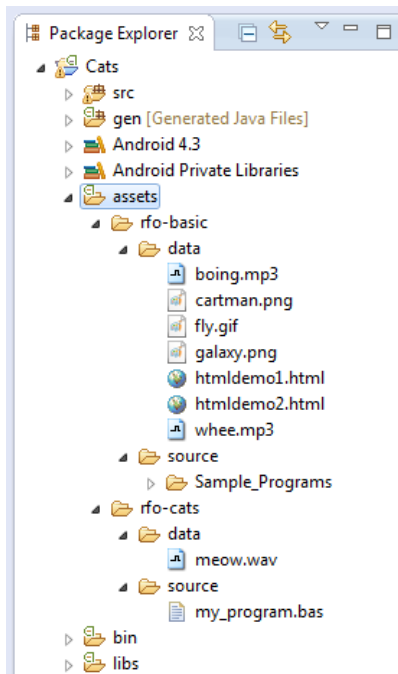 Package Explorer
Cats
src
gen [Generated Java Files]
Android 4.3
Android Private Libraries
assets
rfo-basic
data
boing.mp3
cartman.png
fly.gif
galaxy.png
htmldemo1.html
htmldemo2.html
whee.mp3
source
Sample_Programs
rfo-cats
data
meow.wav
source
my_program.bas
bin
libs